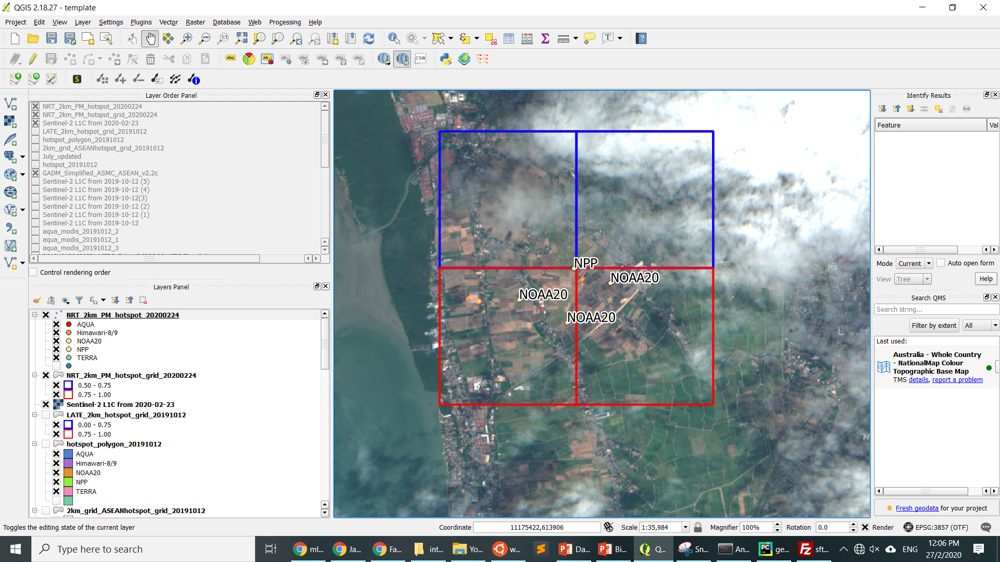 QGIS 2.18.27 - template
Project Edit View Layer Settings Plugins Vector Raster Database Web Processing Help
Layer Order Panel
NRT_2km_PM_hotspot_20200224
NRT_2km_PM_hotspot_grid_20200224
Sentinel-2 L1C from 2020-02-23
LATE_2km_hotspot_grid_20191012
hotspot_polygon_20191012
2km_grid_ASEANhotspot_grid_20191012
July_updated
hotspot_20191012
GADM_Simplified_ASMC_ASEAN_v2.2c
Sentinel-2 L1C from 2019-10-12 (5)
Sentinel-2 L1C from 2019-10-12 (4)
Sentinel-2 L1C from 2019-10-12(3)
Sentinel-2 L1C from 2019-10-12 (2)
Sentinel-2 L1C from 2019-10-12 (1)
Sentinel-2 L1C from 2019-10-12
aqua_modis_20191012_2
aqua_modis_20191012_1
aqua_modis_20191012_3
Control rendering order
Layers Panel
NRT_2km_PM_hotspot_20200224
AQUA
Himawari-8/9
NOAA20
NPP
TERRA
NRT_2km_PM_hotspot_grid_20200224
0.50 - 0.75
0.75 - 1.00
Sentinel-2 L1C from 2020-02-23
LATE_2km_hotspot_grid_20191012
0.00 - 0.75
0.75 - 1.00
hotspot_polygon_20191012
AQUA
Himawari-8/9
NOAA20
NPP
TERRA
2km_grid_ASEANhotspot_grid_20191012
NPP
NOAA20
NOAA20
NOAA20
Identify Results
Feature Val
Mode Current Auto open form
View Tree Help
Search QMS
Search string...
Filter by extent All
Last used:
Australia - Whole Country
- NationalMap Colour
Topographic Base Map
TMS details, report a problem
Fresh geodata for your project
Toggles the editing state of the current layer
Coordinate 11175422,613906 Scale 1:35,984 Magnifier 100% Rotation 0.0 Render EPSG:3857 (OTF)
Type here to search
ml... Ja... Fa... int... Yo... w... Da... Bi... Q... Sn... An... ge... sft...
ENG
12:06 PM
27/2/2020